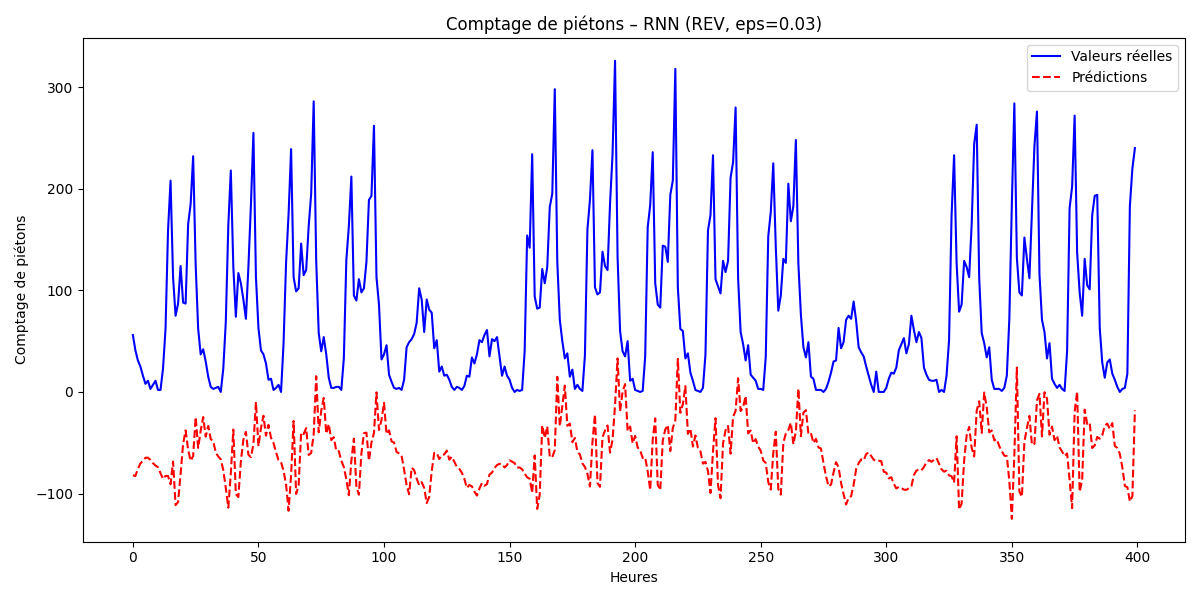 Comptage de piétons – RNN (REV, eps=0.03)
Valeurs réelles
Prédictions
Comptage de piétons
300
200
100
0
−100
0 50 100 150 200 250 300 350 400
Heures